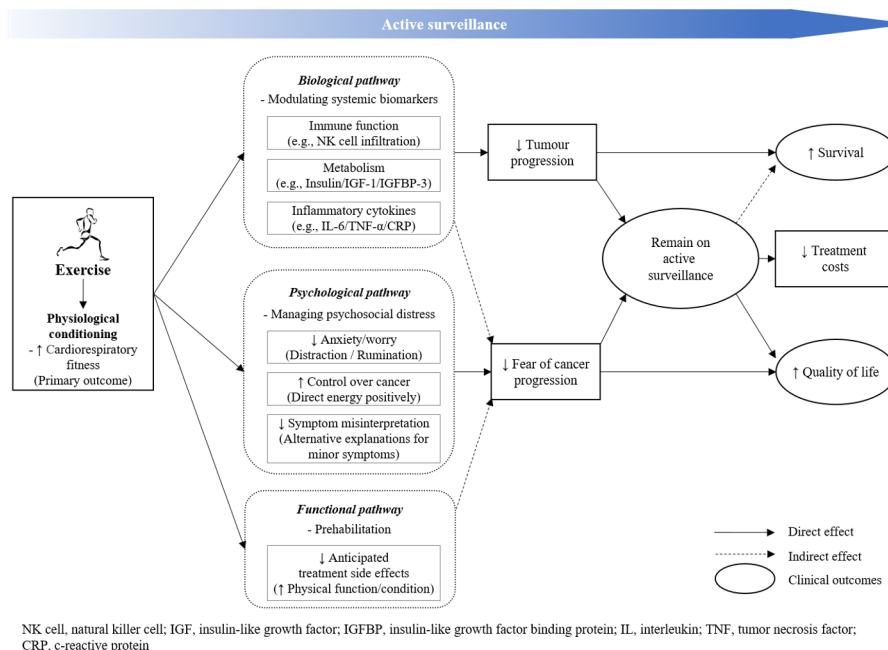 Active surveillance
Biological pathway
- Modulating systemic biomarkers
Immune function
(e.g., NK cell infiltration)
Metabolism
(e.g., Insulin/IGF-1/IGFBP-3)
Inflammatory cytokines
(e.g., IL-6/TNF-α/CRP)
Exercise
Physiological
conditioning
- ↑ Cardiorespiratory
fitness
(Primary outcome)
Psychological pathway
- Managing psychosocial distress
↓ Anxiety/worry
(Distraction / Rumination)
↑ Control over cancer
(Direct energy positively)
↓ Symptom misinterpretation
(Alternative explanations for
minor symptoms)
Functional pathway
- Prehabilitation
↓ Anticipated
treatment side effects
(↑ Physical function/condition)
↓ Tumour
progression
↓ Fear of cancer
progression
Remain on
active
surveillance
↑ Survival
↓ Treatment
costs
↑ Quality of life
Direct effect
Indirect effect
Clinical outcomes
NK cell, natural killer cell; IGF, insulin-like growth factor; IGFBP, insulin-like growth factor binding protein; IL, interleukin; TNF, tumor necrosis factor;
CRP, c-reactive protein